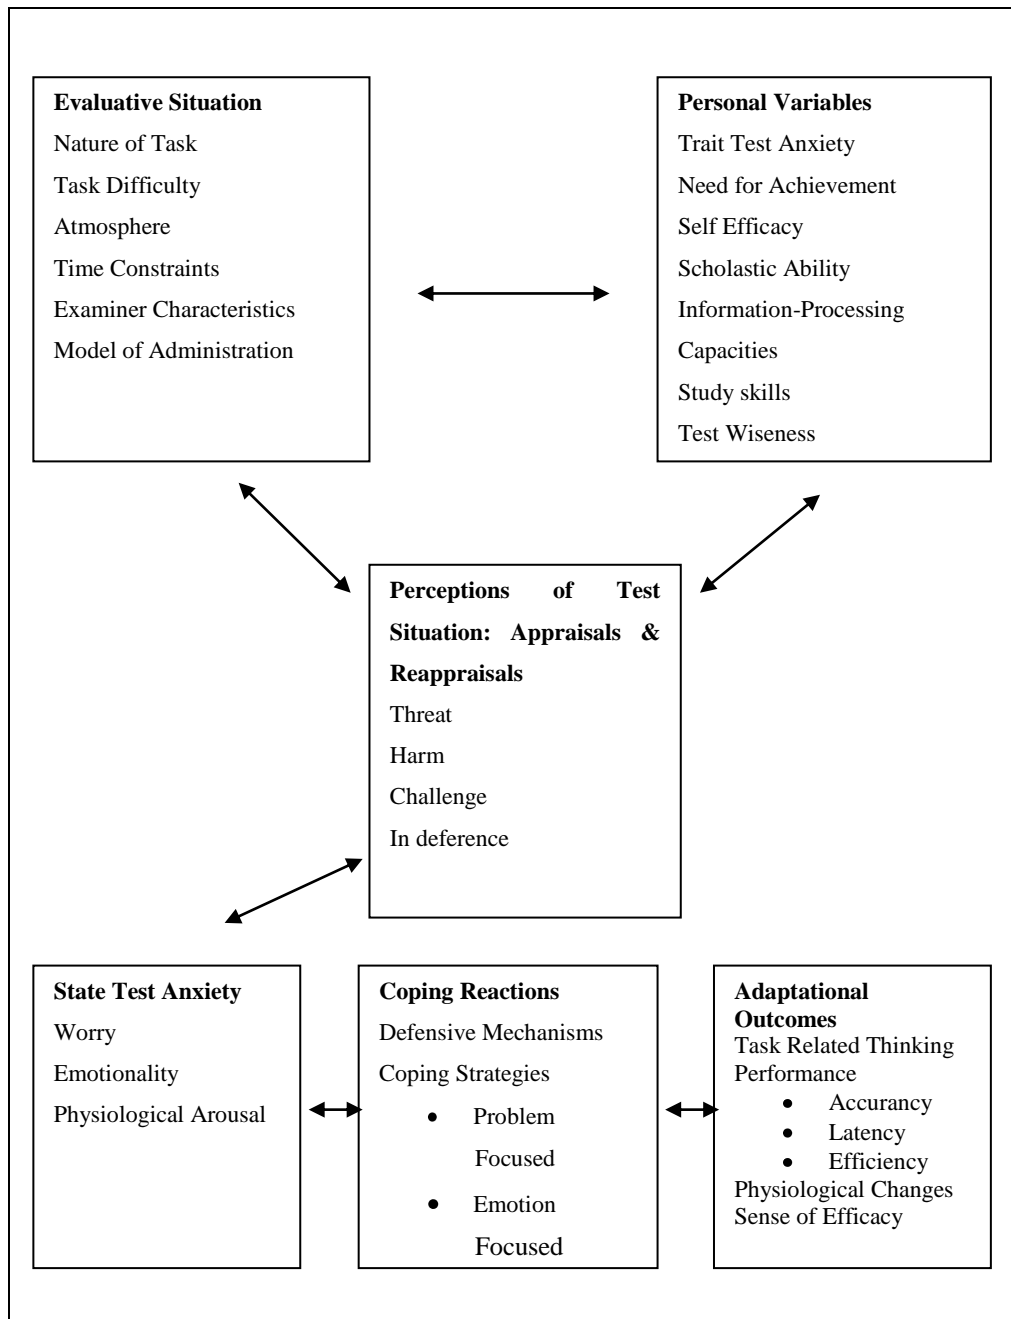 Evaluative Situation
Nature of Task
Task Difficulty
Atmosphere
Time Constraints
Examiner Characteristics
Model of Administration
Personal Variables
Trait Test Anxiety
Need for Achievement
Self Efficacy
Scholastic Ability
Information-Processing
Capacities
Study skills
Test Wiseness
Perceptions of Test
Situation: Appraisals &
Reappraisals
Threat
Harm
Challenge
In deference
State Test Anxiety
Worry
Emotionality
Physiological Arousal
Coping Reactions
Defensive Mechanisms
Coping Strategies
• Problem
Focused
• Emotion
Focused
Adaptational
Outcomes
Task Related Thinking
Performance
• Accurancy
• Latency
• Efficiency
Physiological Changes
Sense of Efficacy